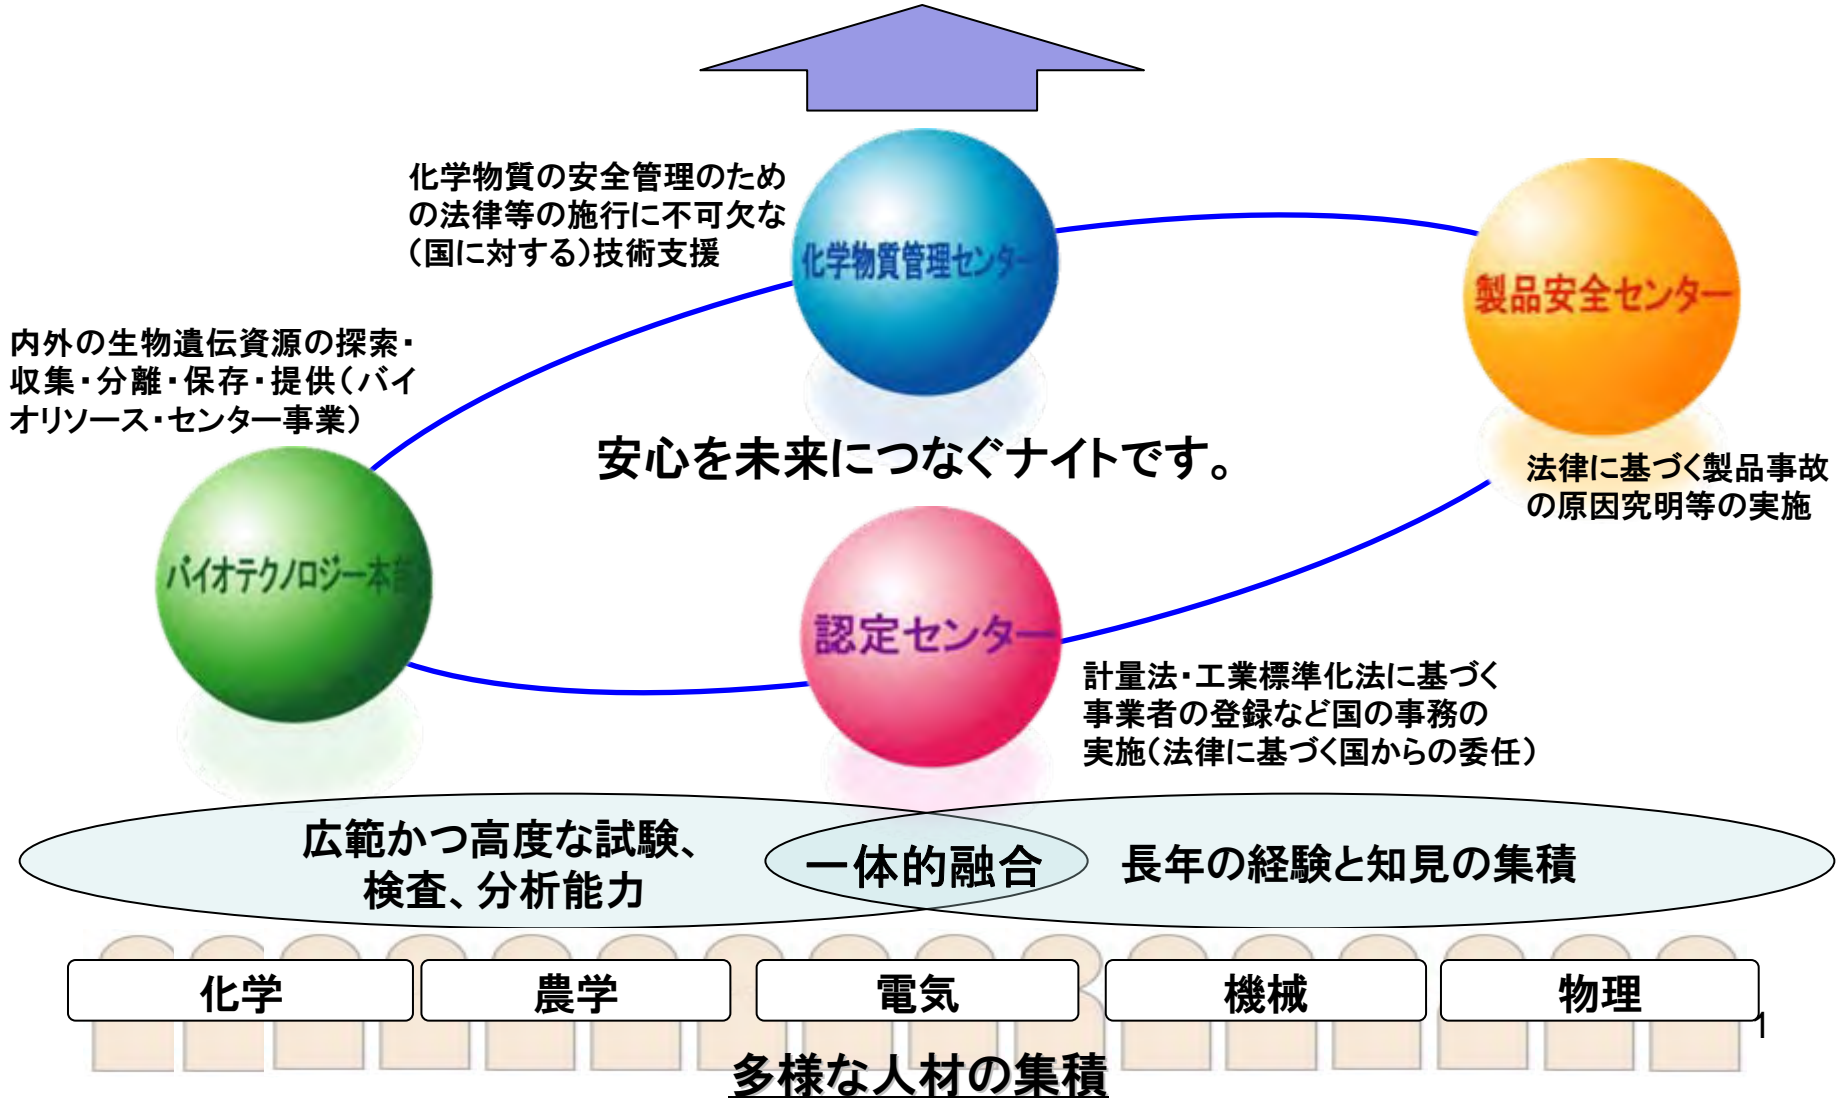 化学物質の安全管理のため
の法律等の施行に不可欠な
(国に対する)技術支援
化学物質管理センター
製品安全センター
内外の生物遺伝資源の探索・
収集・分離・保存・提供(バイ
オリソース・センター事業)
安心を未来につなぐナイトです。
法律に基づく製品事故
の原因究明等の実施
バイオテクノロジー本部
認定センター
計量法・工業標準化法に基づく
事業者の登録など国の事務の
実施(法律に基づく国からの委任)
広範かつ高度な試験、
検査、分析能力
一体的融合
長年の経験と知見の集積
化学
農学
電気
機械
物理
1
多様な人材の集積